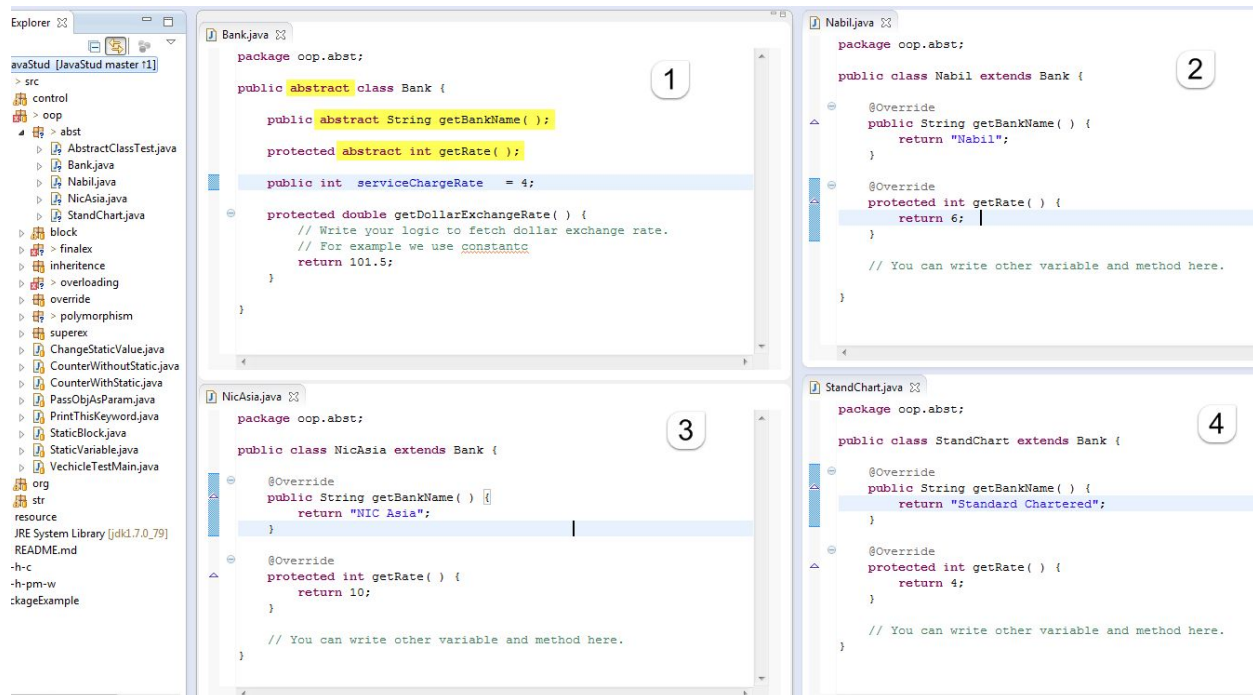 Explorer
avaStud [JavaStud master ↑1]
> src
control
> oop
> abst
AbstractClassTest.java
Bank.java
Nabil.java
NicAsia.java
StandChart.java
block
> finalex
inheritence
> overloading
override
> polymorphism
superex
ChangeStaticValue.java
CounterWithoutStatic.java
CounterWithStatic.java
PassObjAsParam.java
PrintThisKeyword.java
StaticBlock.java
StaticVariable.java
VechicleTestMain.java
org
str
resource
JRE System Library [jdk1.7.0_79]
README.md
-h-c
-h-pm-w
ckageExample
Bank.java
1
package oop.abst;
public abstract class Bank {
public abstract String getBankName( );
protected abstract int getRate( );
public int serviceChargeRate = 4;
protected double getDollarExchangeRate( ) {
// Write your logic to fetch dollar exchange rate.
// For example we use constantc
return 101.5;
}
}
Nabil.java
2
package oop.abst;
public class Nabil extends Bank {
@Override
public String getBankName( ) {
return "Nabil";
}
@Override
protected int getRate( ) {
return 6;
}
// You can write other variable and method here.
}
NicAsia.java
3
package oop.abst;
public class NicAsia extends Bank {
@Override
public String getBankName( ) {
return "NIC Asia";
}
@Override
protected int getRate( ) {
return 10;
}
// You can write other variable and method here.
}
StandChart.java
4
package oop.abst;
public class StandChart extends Bank {
@Override
public String getBankName( ) {
return "Standard Chartered";
}
@Override
protected int getRate( ) {
return 4;
}
// You can write other variable and method here.
}